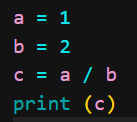 a = 1
b = 2
c = a / b
print (c)